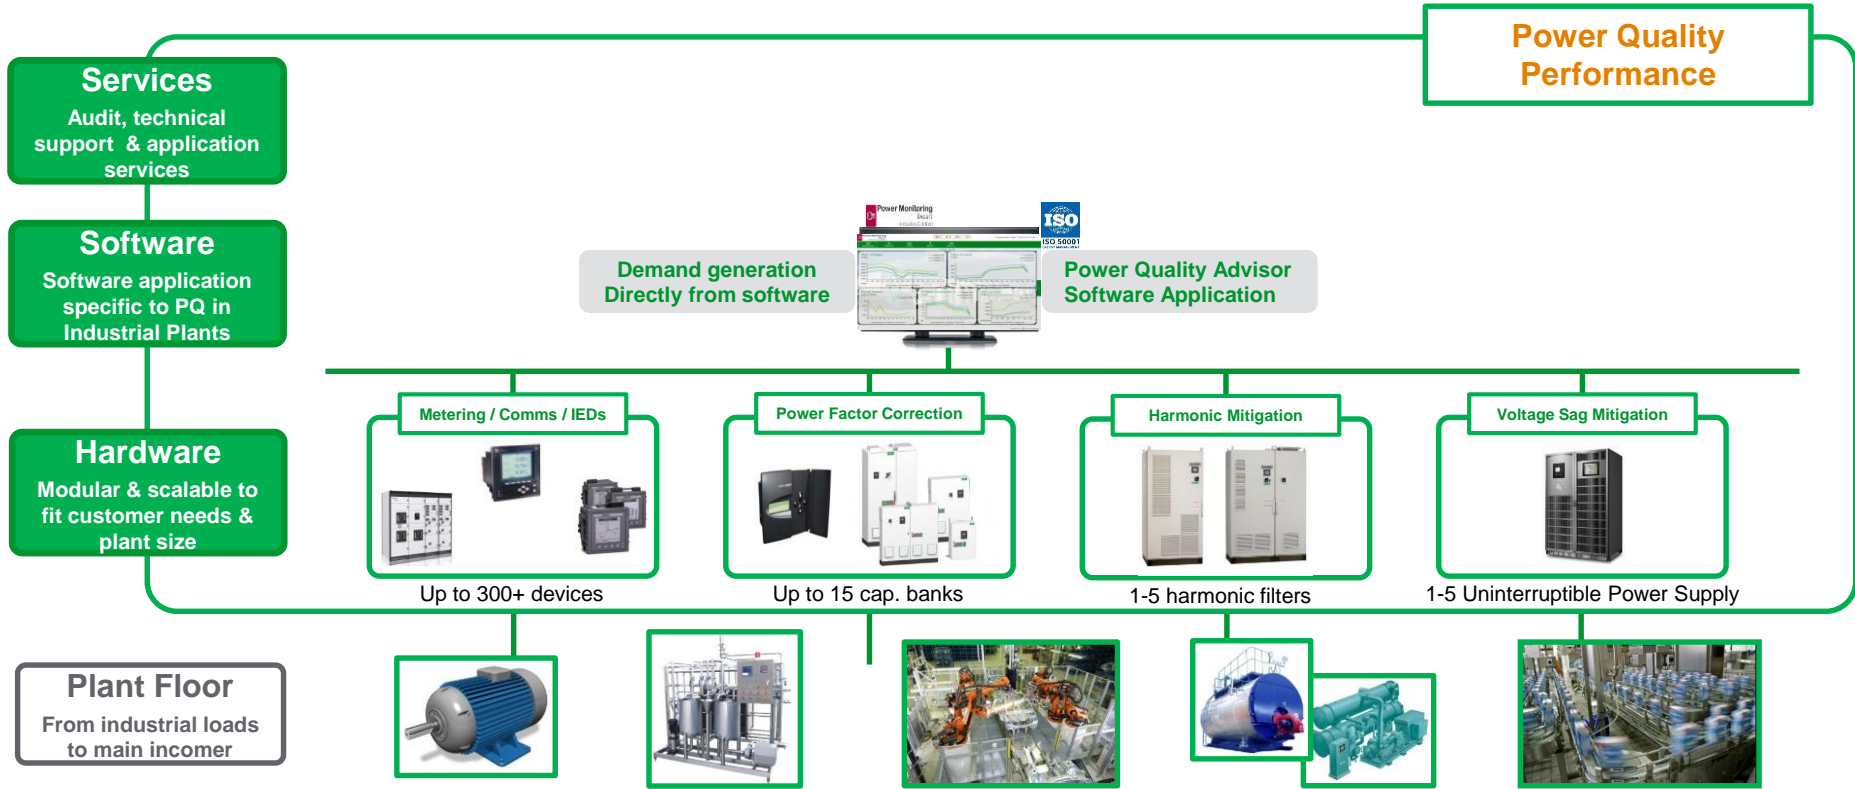 Power Quality
Performance
Services
Audit, technical
support & application
services
Power Monitoring
Expert
ISO
ISO 50001
Software
Software application
specific to PQ in
Industrial Plants
Demand generation
Directly from software
Power Quality Advisor
Software Application
Hardware
Modular & scalable to
fit customer needs &
plant size
Metering / Comms / IEDs
Power Factor Correction
Harmonic Mitigation
Voltage Sag Mitigation
Up to 300+ devices
Up to 15 cap. banks
1-5 harmonic filters
1-5 Uninterruptible Power Supply
Plant Floor
From industrial loads
to main incomer